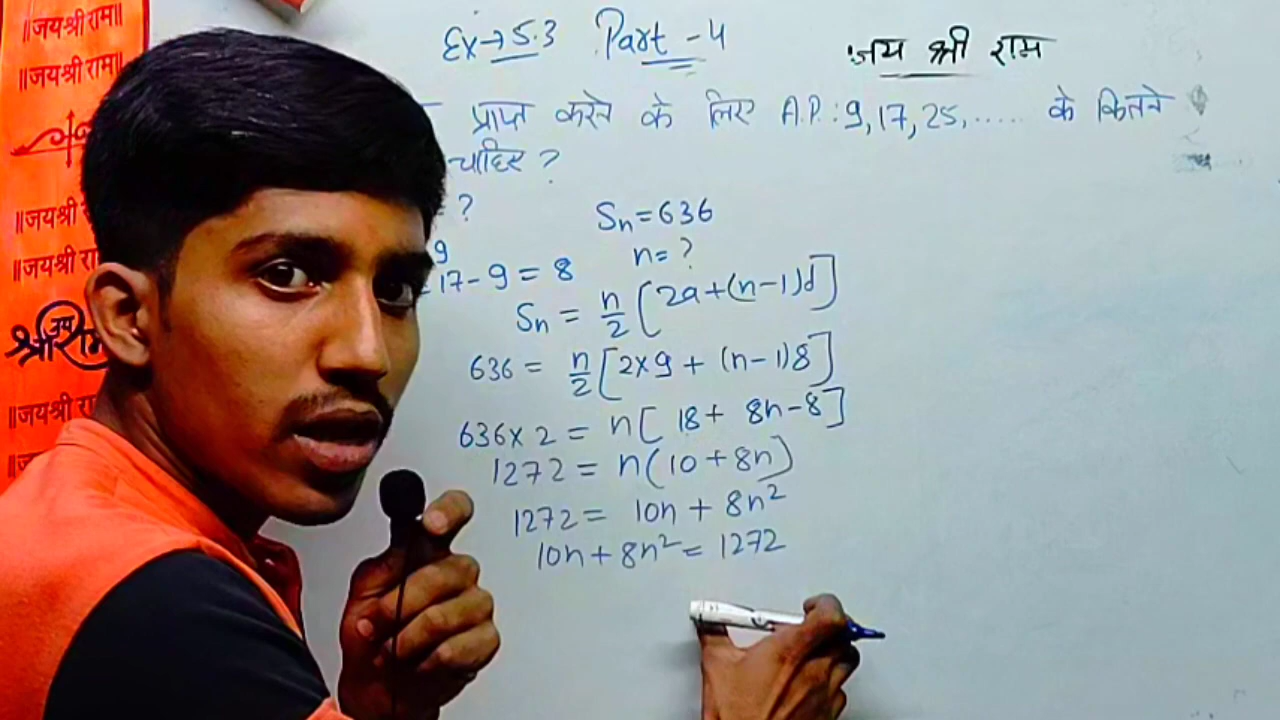 ॥जयश्री राम॥
॥जयश्री राम॥
॥जयश्री
॥जयश्री रा
जय
श्रीराम
॥जयश्री रा
Ex→5.3 Part-4
जय श्री राम
प्राप्त करने के लिए A.P.: 9, 17, 25, ..... के कितने
चाहिए ?
?
Sn = 636
9
n = ?
17 - 9 = 8
Sn = n/2 [2a + (n-1)d]
636 = n/2 [2×9 + (n-1)8]
636×2 = n[18 + 8n-8]
1272 = n(10 + 8n)
1272 = 10n + 8n²
10n + 8n² = 1272